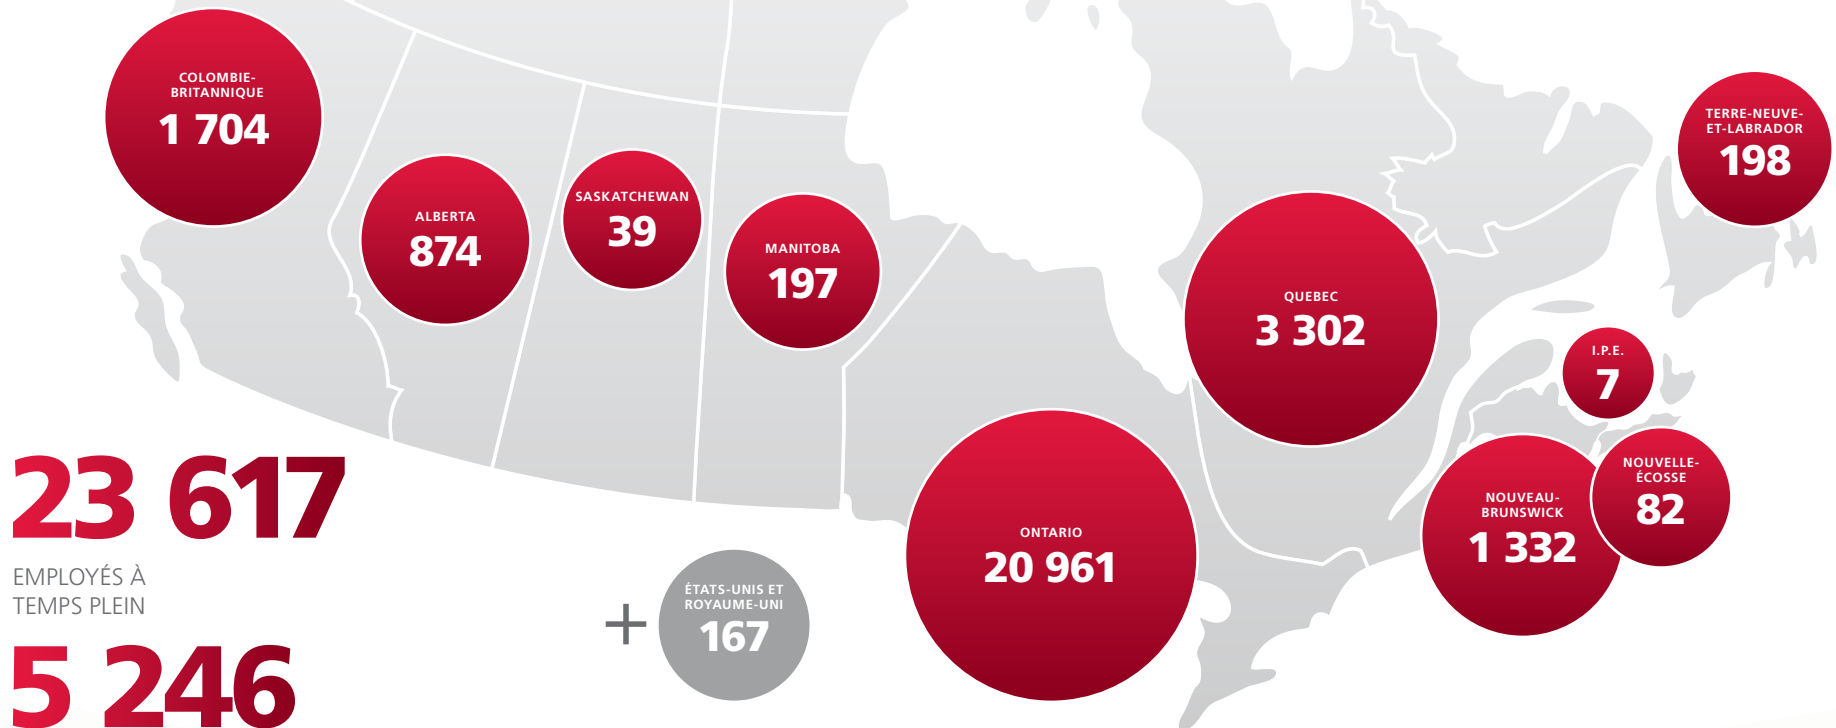 COLOMBIE-
BRITANNIQUE
1 704
ALBERTA
874
SASKATCHEWAN
39
MANITOBA
197
QUEBEC
3 302
TERRE-NEUVE-
ET-LABRADOR
198
I.P.E.
7
NOUVELLE-
ÉCOSSE
82
NOUVEAU-
BRUNSWICK
1 332
ONTARIO
20 961
+
ÉTATS-UNIS ET
ROYAUME-UNI
167
23 617
EMPLOYÉS À
TEMPS PLEIN
5 246